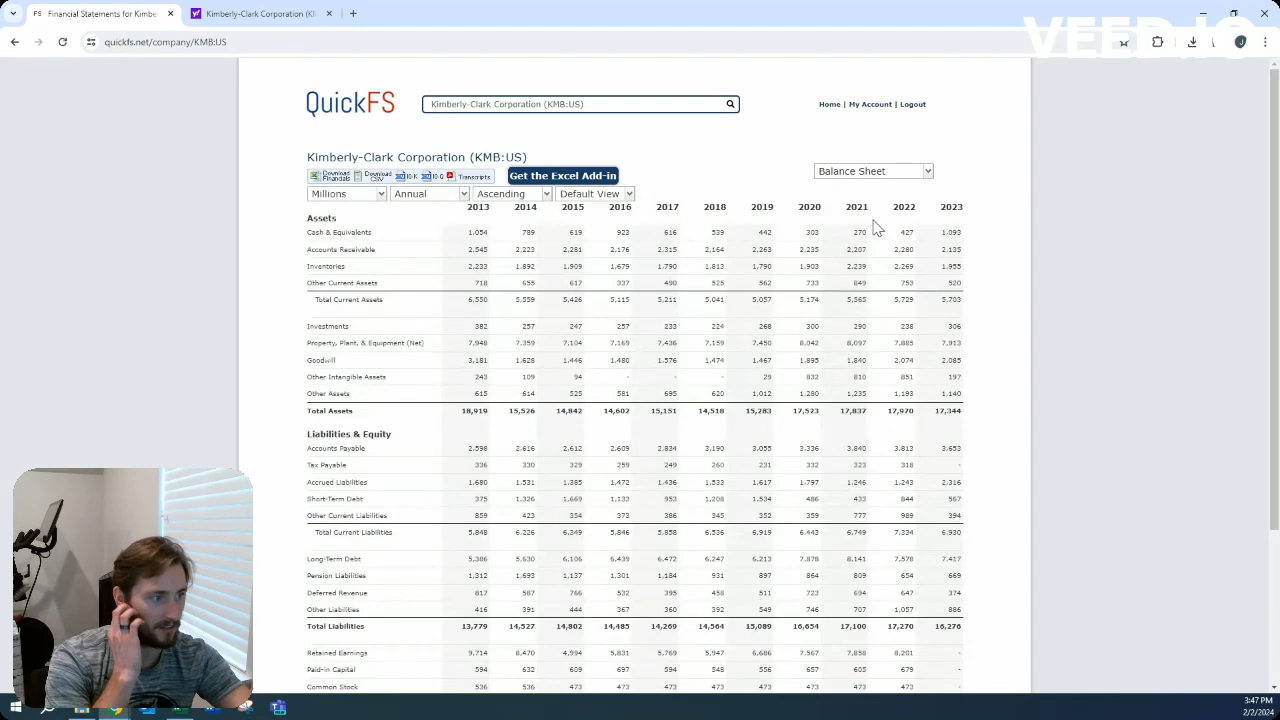 FS Financial Statements for Kimber
Kimberly-Clark Corporation (K
VEED.IO
quickfs.net/company/KMB:US
QuickFS
Kimberly-Clark Corporation (KMB:US)
Home | My Account | Logout
Kimberly-Clark Corporation (KMB:US)
Download Financials Download CSV 10-K 10-Q Transcripts Get the Excel Add-in Balance Sheet
Millions Annual Ascending Default View
2013 2014 2015 2016 2017 2018 2019 2020 2021 2022 2023
Assets
Cash & Equivalents 1,054 789 619 923 616 539 442 303 270 427 1,093
Accounts Receivable 2,545 2,223 2,281 2,176 2,315 2,164 2,263 2,235 2,207 2,280 2,135
Inventories 2,233 1,892 1,909 1,679 1,790 1,813 1,790 1,903 2,239 2,269 1,955
Other Current Assets 718 655 617 337 490 525 562 733 849 753 520
Total Current Assets 6,550 5,559 5,426 5,115 5,211 5,041 5,057 5,174 5,565 5,729 5,703
Investments 382 257 247 257 233 224 268 300 290 238 306
Property, Plant, & Equipment (Net) 7,948 7,359 7,104 7,169 7,436 7,159 7,450 8,042 8,097 7,885 7,913
Goodwill 3,181 1,628 1,446 1,480 1,576 1,474 1,467 1,895 1,840 2,074 2,085
Other Intangible Assets 243 109 94 - - - 29 832 810 851 197
Other Assets 615 614 525 581 695 620 1,012 1,280 1,235 1,193 1,140
Total Assets 18,919 15,526 14,842 14,602 15,151 14,518 15,283 17,523 17,837 17,970 17,344
Liabilities & Equity
Accounts Payable 2,598 2,616 2,612 2,609 2,834 3,190 3,055 3,336 3,840 3,813 3,653
Tax Payable 336 330 329 259 249 260 231 332 323 318 -
Accrued Liabilities 1,680 1,531 1,385 1,472 1,436 1,533 1,617 1,797 1,246 1,243 2,316
Short-Term Debt 375 1,326 1,669 1,133 953 1,208 1,534 486 433 844 567
Other Current Liabilities 859 423 354 373 386 345 352 359 777 989 394
Total Current Liabilities 5,848 6,226 6,349 5,846 5,858 6,536 6,919 6,443 6,749 7,334 6,930
Long-Term Debt 5,386 5,630 6,106 6,439 6,472 6,247 6,213 7,878 8,141 7,578 7,417
Pension Liabilities 1,312 1,693 1,137 1,301 1,184 931 897 864 809 654 669
Deferred Revenue 817 587 766 532 395 458 511 723 694 647 374
Other Liabilities 416 391 444 367 360 392 549 746 707 1,057 886
Total Liabilities 13,779 14,527 14,802 14,485 14,269 14,564 15,089 16,654 17,100 17,270 16,276
Retained Earnings 9,714 8,470 4,994 5,831 5,769 5,947 6,686 7,567 7,858 8,201 -
Paid-in Capital 594 632 609 697 594 548 556 657 605 679 -
Common Stock 536 536 473 473 473 473 473 473 473 473 -
3:47 PM
2/2/2024